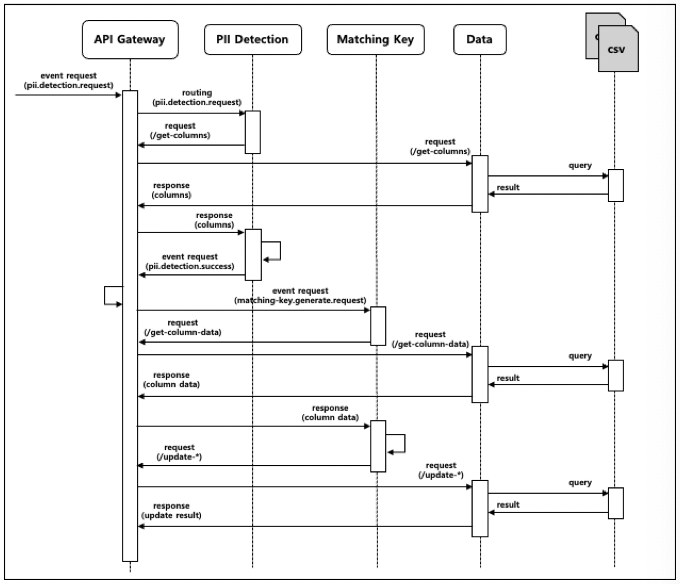 API Gateway
PII Detection
Matching Key
Data
csv
event request
(pii.detection.request)
routing
(pii.detection.request)
request
(/get-columns)
request
(/get-columns)
query
result
response
(columns)
response
(columns)
event request
(pii.detection.success)
event request
(matching-key.generate.request)
request
(/get-column-data)
request
(/get-column-data)
query
result
response
(column data)
response
(column data)
request
(/update-*)
request
(/update-*)
query
result
response
(update result)